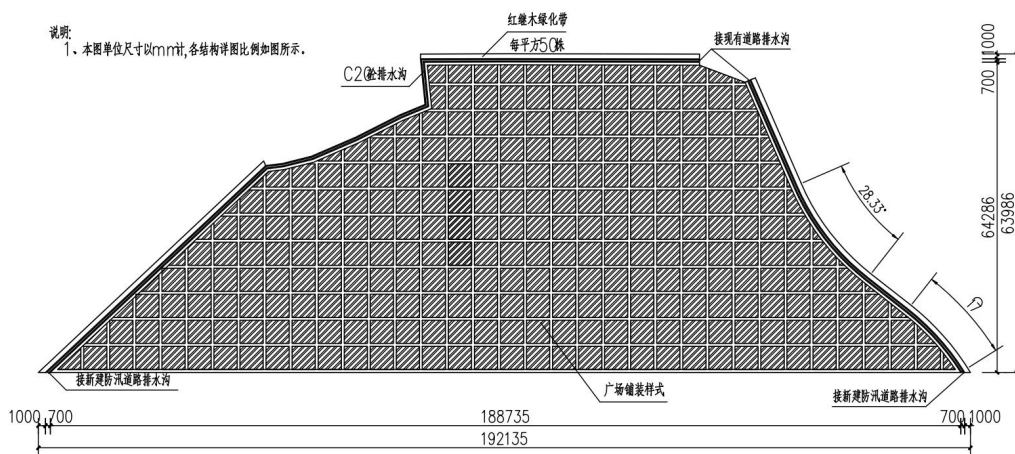 说明:
1、本图单位尺寸以mm计,各结构详图比例如图所示.
红继木绿化带
每平方50株
接现有道路排水沟
C20砼排水沟
1000
700
64286
63986
28.33°
接新建防汛道路排水沟
广场铺装样式
接新建防汛道路排水沟
1000 700
188735
700 1000
192135